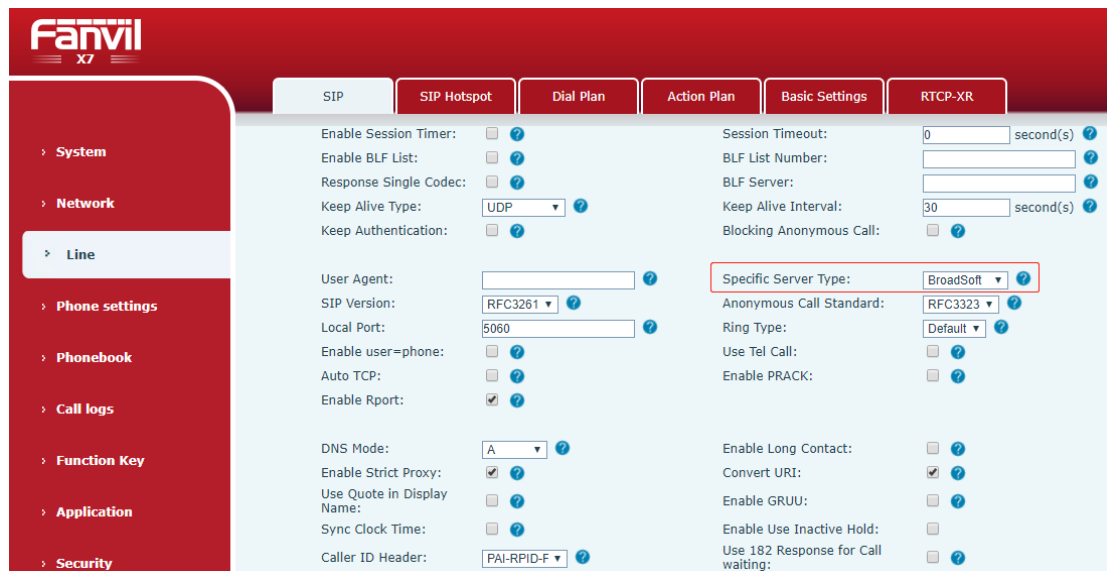 Fanvil
X7
SIP
SIP Hotspot
Dial Plan
Action Plan
Basic Settings
RTCP-XR
› System
› Network
› Line
› Phone settings
› Phonebook
› Call logs
› Function Key
› Application
› Security
Enable Session Timer: ? Session Timeout: 0 second(s) ?
Enable BLF List: ? BLF List Number: ?
Response Single Codec: ? BLF Server: ?
Keep Alive Type: UDP ? Keep Alive Interval: 30 second(s) ?
Keep Authentication: ? Blocking Anonymous Call: ?
User Agent: ? Specific Server Type: BroadSoft ?
SIP Version: RFC3261 ? Anonymous Call Standard: RFC3323 ?
Local Port: 5060 ? Ring Type: Default ?
Enable user=phone: ? Use Tel Call: ?
Auto TCP: ? Enable PRACK: ?
Enable Rport: ?
DNS Mode: A ? Enable Long Contact: ?
Enable Strict Proxy: ? Convert URI: ?
Use Quote in Display
Name: ? Enable GRUU: ?
Sync Clock Time: ? Enable Use Inactive Hold:
Caller ID Header: PAI-RPID-F ? Use 182 Response for Call
waiting: ?